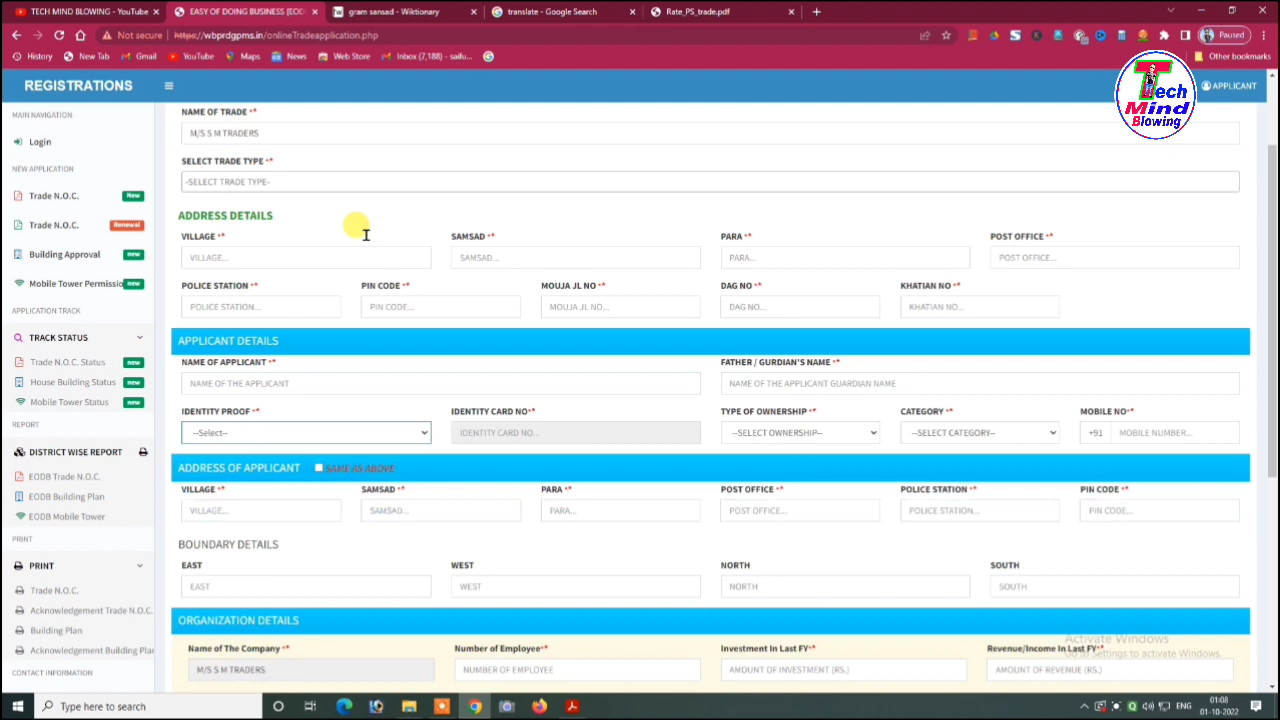 TECH MIND BLOWING - YouTube
EASY OF DOING BUSINESS [EOD
gram sansad - Wiktionary
translate - Google Search
Rate_PS_trade.pdf
Not secure https://wbprdgpms.in/onlineTradeapplication.php Paused
History New Tab Gmail YouTube Maps News Web Store Inbox (7,188) - saifu... Other bookmarks
REGISTRATIONS APPLICANT
Tech
Mind
Blowing
MAIN NAVIGATION
Login
NEW APPLICATION
Trade N.O.C. New
Trade N.O.C. Renewal
Building Approval new
Mobile Tower Permissio new
APPLICATION TRACK
TRACK STATUS
Trade N.O.C. Status new
House Building Status new
Mobile Tower Status new
REPORT
DISTRICT WISE REPORT
EODB Trade N.O.C.
EODB Building Plan
EODB Mobile Tower
PRINT
PRINT
Trade N.O.C.
Acknowledgement Trade N.O.C.
Building Plan
Acknowledgement Building Plan
CONTACT INFORMATION
NAME OF TRADE **
M/S S M TRADERS
SELECT TRADE TYPE **
-SELECT TRADE TYPE-
ADDRESS DETAILS
VILLAGE ** SAMSAD ** PARA ** POST OFFICE **
VILLAGE... SAMSAD... PARA... POST OFFICE...
POLICE STATION ** PIN CODE ** MOUJA JL NO ** DAG NO ** KHATIAN NO **
POLICE STATION... PIN CODE... MOUJA JL NO... DAG NO... KHATIAN NO...
APPLICANT DETAILS
NAME OF APPLICANT ** FATHER / GURDIAN'S NAME **
NAME OF THE APPLICANT NAME OF THE APPLICANT GUARDIAN NAME
IDENTITY PROOF ** IDENTITY CARD NO** TYPE OF OWNERSHIP ** CATEGORY ** MOBILE NO**
--Select-- IDENTITY CARD NO... --SELECT OWNERSHIP-- --SELECT CATEGORY-- +91 MOBILE NUMBER...
ADDRESS OF APPLICANT SAME AS ABOVE
VILLAGE ** SAMSAD ** PARA ** POST OFFICE ** POLICE STATION ** PIN CODE **
VILLAGE... SAMSAD... PARA... POST OFFICE... POLICE STATION... PIN CODE...
BOUNDARY DETAILS
EAST WEST NORTH SOUTH
EAST WEST NORTH SOUTH
ORGANIZATION DETAILS
Name of The Company ** Number of Employee** Investment In Last FY** Revenue/Income In Last FY**
M/S S M TRADERS NUMBER OF EMPLOYEE AMOUNT OF INVESTMENT (RS.) AMOUNT OF REVENUE (RS.)
Activate Windows
Go to Settings to activate Windows.
Type here to search ENG 01:08
01-10-2022